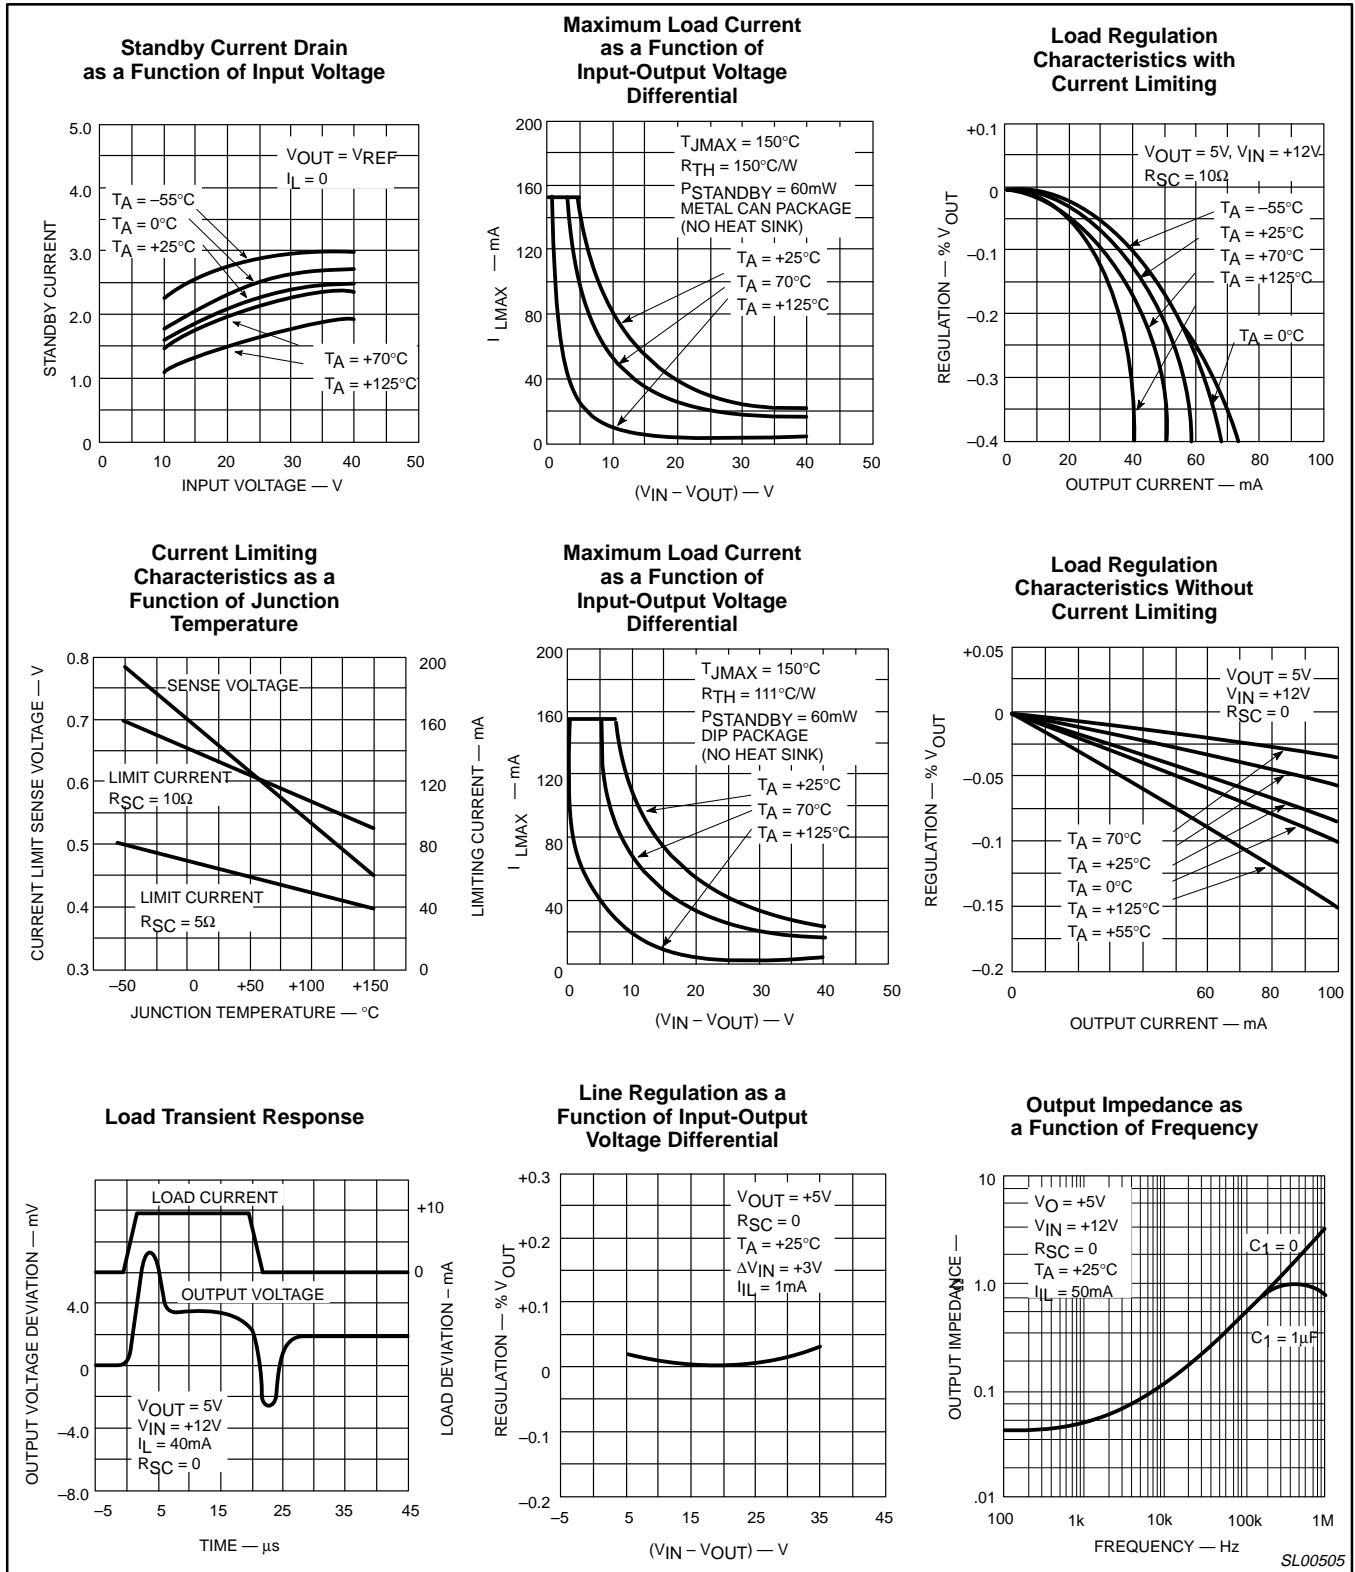 Standby Current Drain
as a Function of Input Voltage
5.0
4.0
3.0
2.0
1.0
0
STANDBY CURRENT
VOUT = VREF
IL = 0
TA = –55°C
TA = 0°C
TA = +25°C
TA = +70°C
TA = +125°C
0 10 20 30 40 50
INPUT VOLTAGE — V
Maximum Load Current
as a Function of
Input-Output Voltage
Differential
200
160
120
80
40
0
I LMAX — mA
TJMAX = 150°C
RTH = 150°C/W
PSTANDBY = 60mW
METAL CAN PACKAGE
(NO HEAT SINK)
TA = +25°C
TA = 70°C
TA = +125°C
0 10 20 30 40 50
(VIN – VOUT) — V
Load Regulation
Characteristics with
Current Limiting
+0.1
0
–0.1
–0.2
–0.3
–0.4
REGULATION — % VOUT
VOUT = 5V, VIN = +12V
RSC = 10Ω
TA = –55°C
TA = +25°C
TA = +70°C
TA = +125°C
TA = 0°C
0 20 40 60 80 100
OUTPUT CURRENT — mA
Current Limiting
Characteristics as a
Function of Junction
Temperature
0.8
0.7
0.6
0.5
0.4
0.3
CURRENT LIMIT SENSE VOLTAGE — V
SENSE VOLTAGE
LIMIT CURRENT
RSC = 10Ω
LIMIT CURRENT
RSC = 5Ω
200
160
120
80
40
0
LIMITING CURRENT — mA
–50 0 +50 +100 +150
JUNCTION TEMPERATURE — °C
Maximum Load Current
as a Function of
Input-Output Voltage
Differential
200
160
120
80
40
0
I LMAX — mA
TJMAX = 150°C
RTH = 111°C/W
PSTANDBY = 60mW
DIP PACKAGE
(NO HEAT SINK)
TA = +25°C
TA = 70°C
TA = +125°C
0 10 20 30 40 50
(VIN – VOUT) — V
Load Regulation
Characteristics Without
Current Limiting
+0.05
0
–0.05
–0.1
–0.15
–0.2
REGULATION — % VOUT
VOUT = 5V
VIN = +12V
RSC = 0
TA = 70°C
TA = +25°C
TA = 0°C
TA = +125°C
TA = +55°C
0 60 80 100
OUTPUT CURRENT — mA
Load Transient Response
4.0
0
–4.0
–8.0
OUTPUT VOLTAGE DEVIATION — mV
LOAD CURRENT
OUTPUT VOLTAGE
VOUT = 5V
VIN = +12V
IL = 40mA
RSC = 0
+10
0
LOAD DEVIATION – mA
–5 5 15 25 35 45
TIME — µs
Line Regulation as a
Function of Input-Output
Voltage Differential
+0.3
+0.2
+0.1
0
–0.1
–0.2
REGULATION — % VOUT
VOUT = +5V
RSC = 0
TA = +25°C
ΔVIN = +3V
IIL = 1mA
–5 5 15 25 35 45
(VIN – VOUT) — V
Output Impedance as
a Function of Frequency
10
1.0
0.1
.01
OUTPUT IMPEDANCE — Ω
VO = +5V
VIN = +12V
RSC = 0
TA = +25°C
IIL = 50mA
C1 = 0
C1 = 1µF
100 1k 10k 100k 1M
FREQUENCY — Hz
SL00505